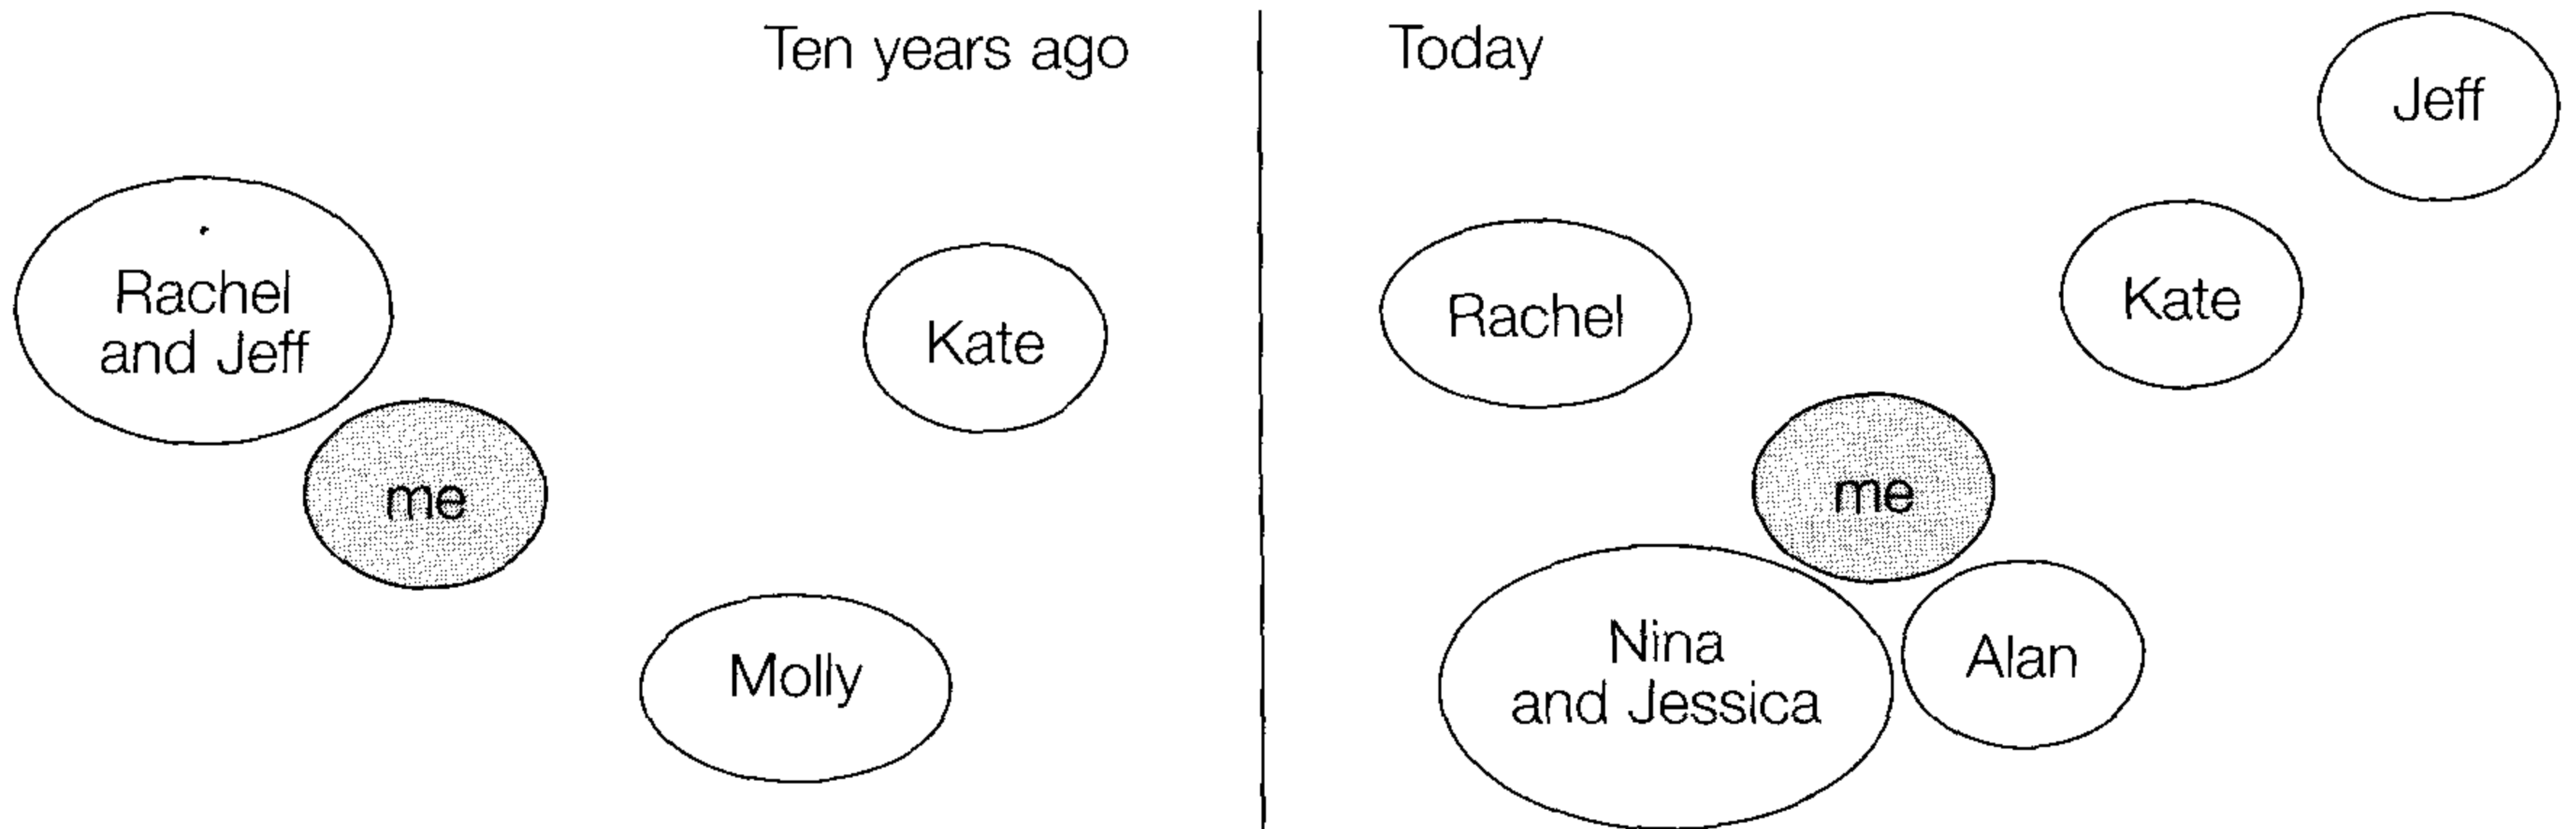 Ten years ago
Rachel
and Jeff
me
Kate
Molly
Today
Jeff
Rachel
Kate
me
Nina
and Jessica
Alan